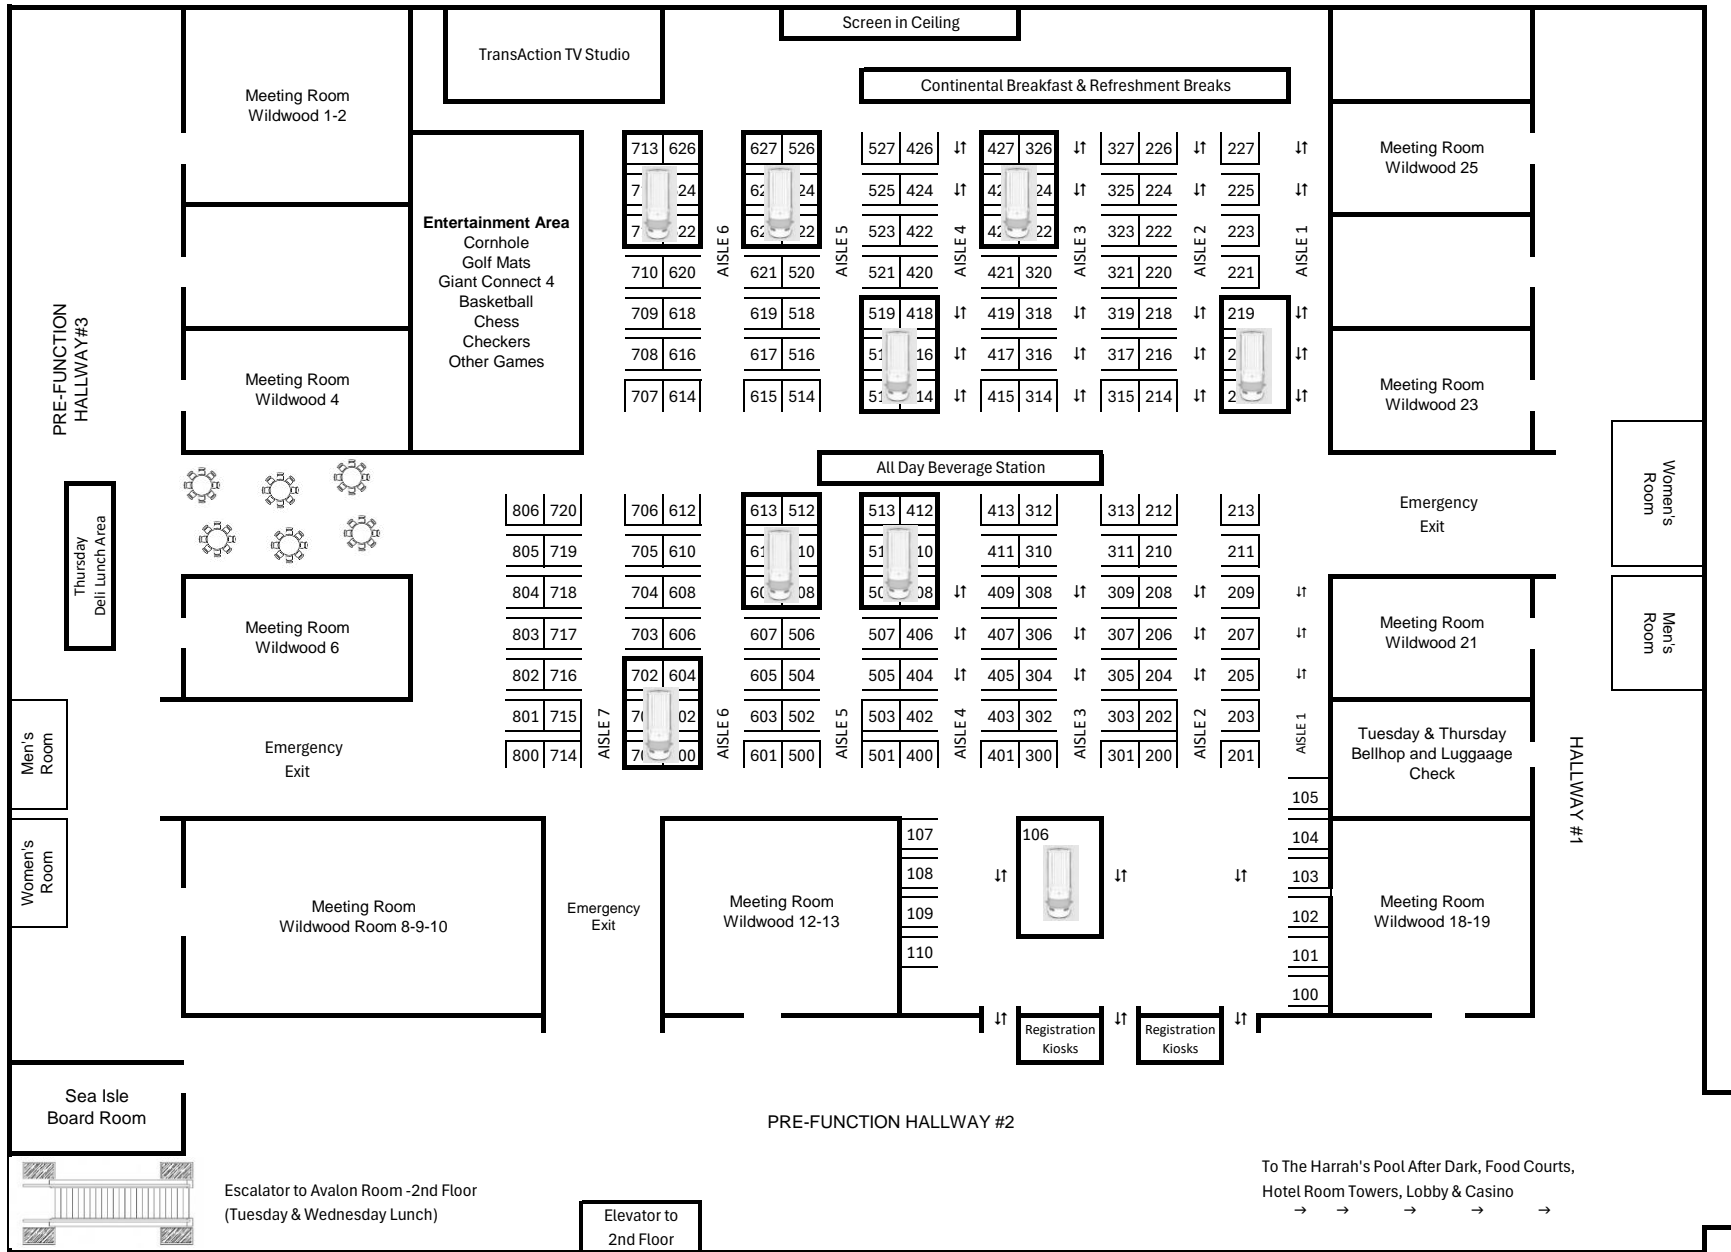 Screen in Ceiling
TransAction TV Studio
Continental Breakfast & Refreshment Breaks
Meeting Room
Wildwood 1-2
Meeting Room
Wildwood 25
713 626 627 526 527 426 ↓↑ 427 326 ↓↑ 327 226 ↓↑ 227 ↓↑
525 424 ↓↑ 325 224 ↓↑ 225 ↓↑
523 422 323 222 223
710 620 621 520 521 420 421 320 321 220 221
709 618 619 518 519 418 ↓↑ 419 318 ↓↑ 319 218 ↓↑ 219 ↓↑
708 616 617 516 ↓↑ 417 316 ↓↑ 317 216 ↓↑ ↓↑
707 614 615 514 ↓↑ 415 314 ↓↑ 315 214 ↓↑ ↓↑
AISLE 6
AISLE 5
AISLE 4
AISLE 3
AISLE 2
AISLE 1
Entertainment Area
Cornhole
Golf Mats
Giant Connect 4
Basketball
Chess
Checkers
Other Games
PRE-FUNCTION
HALLWAY#3
Meeting Room
Wildwood 4
Meeting Room
Wildwood 23
All Day Beverage Station
Women's
Room
Emergency
Exit
Thursday
Deli Lunch Area
806 720 706 612 613 512 513 412 413 312 313 212 213
805 719 705 610 411 310 311 210 211
804 718 704 608 ↓↑ 409 308 ↓↑ 309 208 ↓↑ 209 ↓↑
803 717 703 606 607 506 507 406 ↓↑ 407 306 ↓↑ 307 206 ↓↑ 207 ↓↑
802 716 702 604 605 504 505 404 ↓↑ 405 304 ↓↑ 305 204 ↓↑ 205 ↓↑
801 715 603 502 503 402 403 302 303 202 203
800 714 601 500 501 400 401 300 301 200 201
AISLE 7
AISLE 6
AISLE 5
AISLE 4
AISLE 3
AISLE 2
AISLE 1
Meeting Room
Wildwood 6
Meeting Room
Wildwood 21
Men's
Room
Men's
Room
Emergency
Exit
Tuesday & Thursday
Bellhop and Luggaage
Check
HALLWAY #1
Women's
Room
Meeting Room
Wildwood Room 8-9-10
Emergency
Exit
Meeting Room
Wildwood 12-13
107
108
109
110
106
↓↑ ↓↑ ↓↑
105
104
103
102
101
100
Meeting Room
Wildwood 18-19
↓↑ ↓↑ ↓↑
Registration
Kiosks
Registration
Kiosks
Sea Isle
Board Room
PRE-FUNCTION HALLWAY #2
Escalator to Avalon Room -2nd Floor
(Tuesday & Wednesday Lunch)
Elevator to
2nd Floor
To The Harrah's Pool After Dark, Food Courts,
Hotel Room Towers, Lobby & Casino
→ → → → →